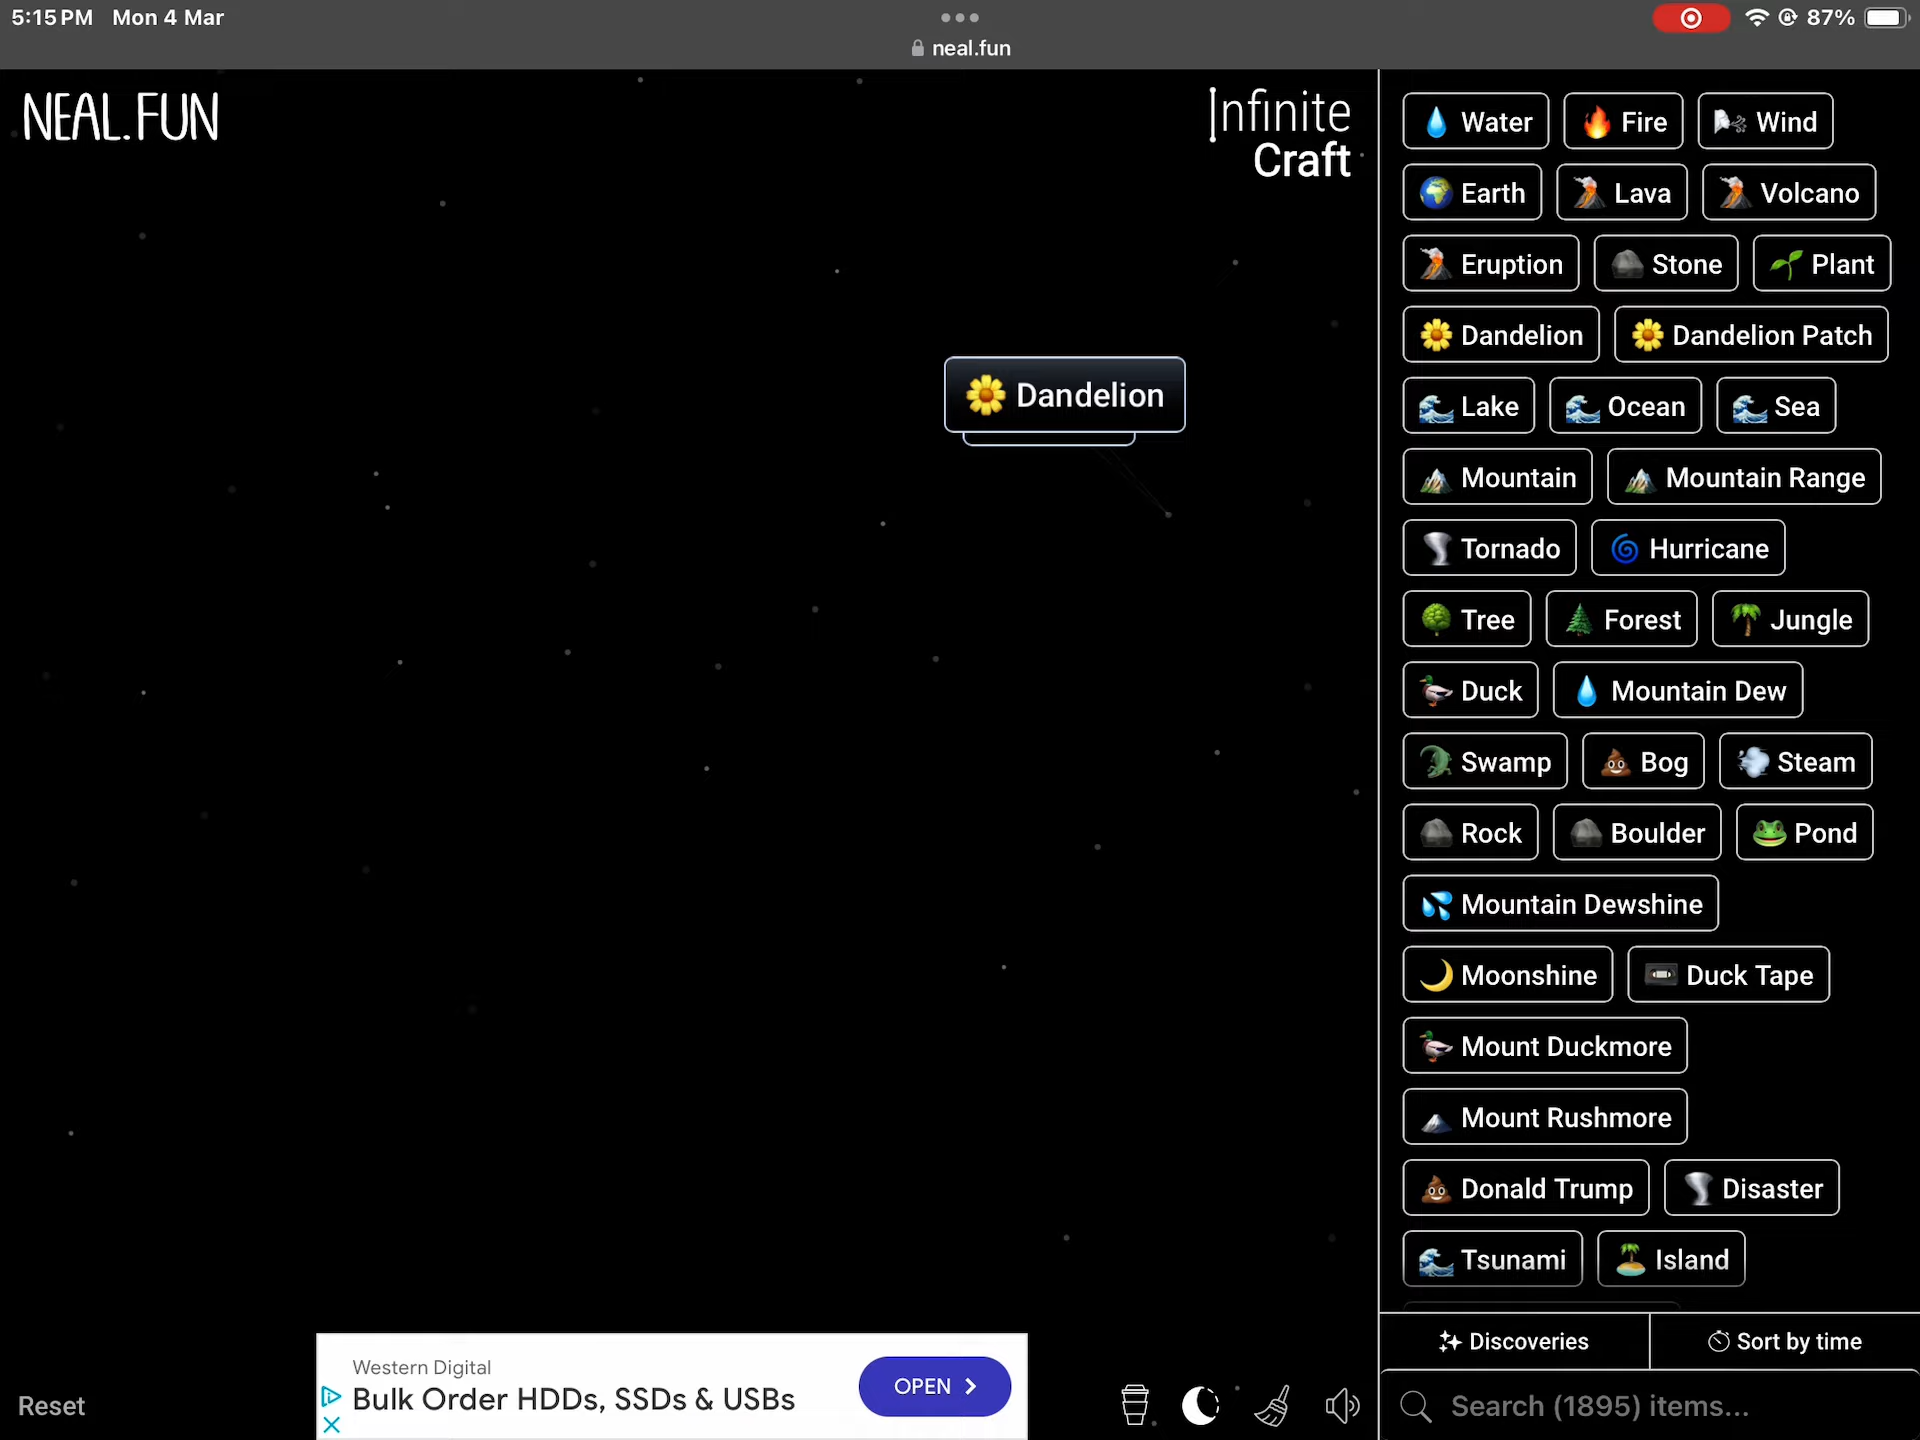 5:15 PM Mon 4 Mar
87%
neal.fun
NEAL.FUN
Infinite
Craft
Dandelion
Water Fire Wind
Earth Lava Volcano
Eruption Stone Plant
Dandelion Dandelion Patch
Lake Ocean Sea
Mountain Mountain Range
Tornado Hurricane
Tree Forest Jungle
Duck Mountain Dew
Swamp Bog Steam
Rock Boulder Pond
Mountain Dewshine
Moonshine Duck Tape
Mount Duckmore
Mount Rushmore
Donald Trump Disaster
Tsunami Island
Discoveries Sort by time
Search (1895) items...
Reset
Western Digital
Bulk Order HDDs, SSDs & USBs
OPEN